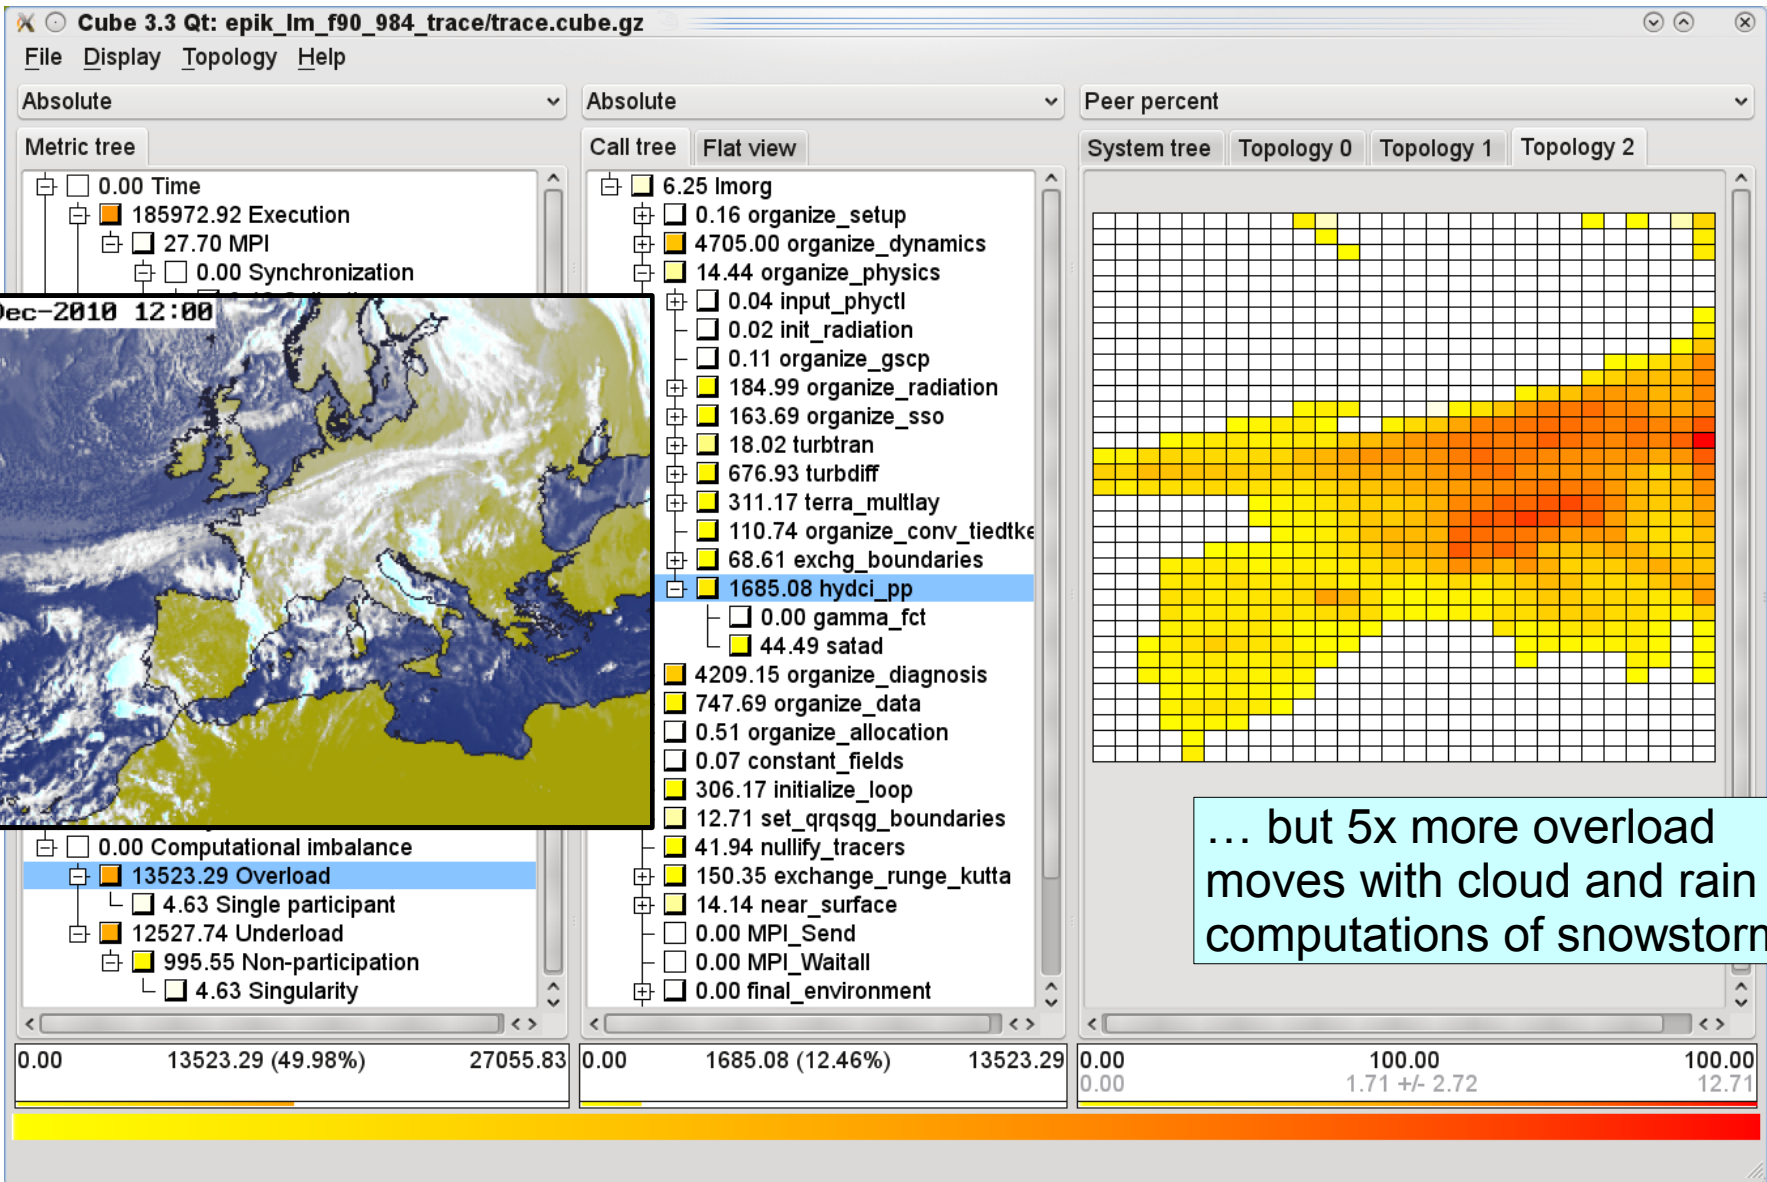 Cube 3.3 Qt: epik_lm_f90_984_trace/trace.cube.gz
File Display Topology Help
Absolute
Absolute
Peer percent
Metric tree
Call tree Flat view
System tree Topology 0 Topology 1 Topology 2
0.00 Time
185972.92 Execution
27.70 MPI
0.00 Synchronization
Dec-2010 12:00
0.00 Computational imbalance
13523.29 Overload
4.63 Single participant
12527.74 Underload
995.55 Non-participation
4.63 Singularity
6.25 lmorg
0.16 organize_setup
4705.00 organize_dynamics
14.44 organize_physics
0.04 input_phyctl
0.02 init_radiation
0.11 organize_gscp
184.99 organize_radiation
163.69 organize_sso
18.02 turbtran
676.93 turbdiff
311.17 terra_multlay
110.74 organize_conv_tiedtke
68.61 exchg_boundaries
1685.08 hydci_pp
0.00 gamma_fct
44.49 satad
4209.15 organize_diagnosis
747.69 organize_data
0.51 organize_allocation
0.07 constant_fields
306.17 initialize_loop
12.71 set_qrqsqg_boundaries
41.94 nullify_tracers
150.35 exchange_runge_kutta
14.14 near_surface
0.00 MPI_Send
0.00 MPI_Waitall
0.00 final_environment
… but 5x more overload
moves with cloud and rain
computations of snowstorm
0.00 13523.29 (49.98%) 27055.83
0.00 1685.08 (12.46%) 13523.29
0.00 100.00 100.00
0.00 1.71 +/- 2.72 12.71